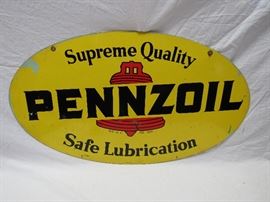 Supreme Quality
PENNZOIL
Safe Lubrication